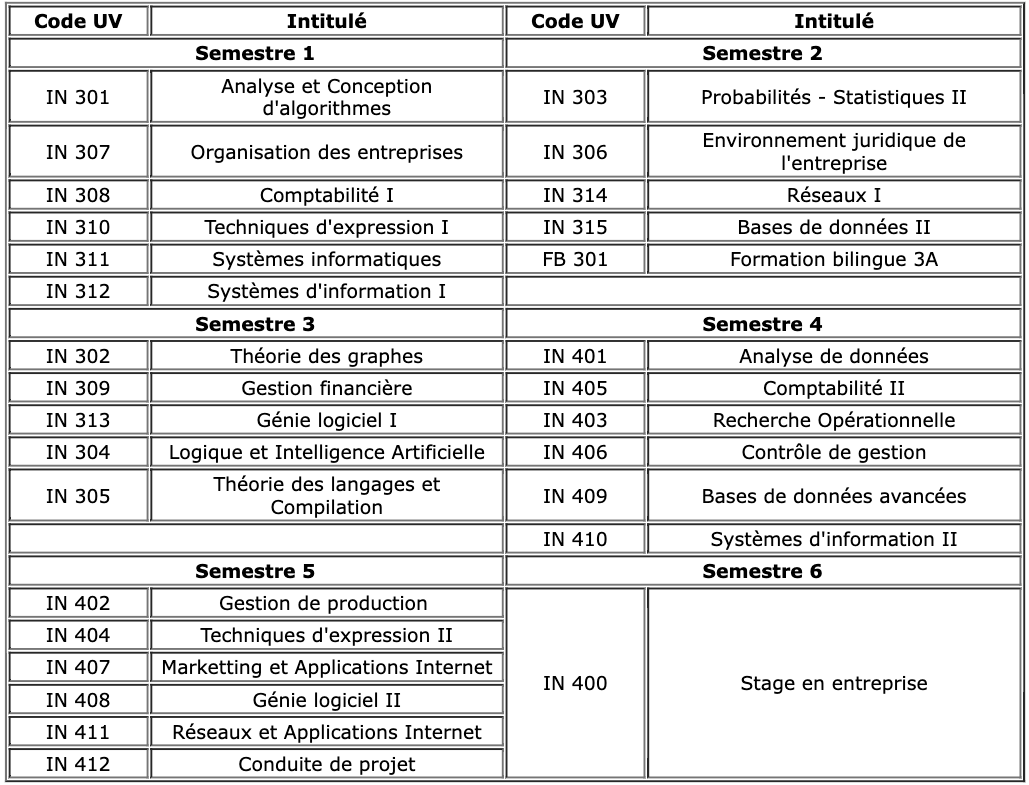 Code UV Intitulé Code UV Intitulé
Semestre 1 Semestre 2
IN 301 Analyse et Conception
d'algorithmes IN 303 Probabilités - Statistiques II
IN 307 Organisation des entreprises IN 306 Environnement juridique de
l'entreprise
IN 308 Comptabilité I IN 314 Réseaux I
IN 310 Techniques d'expression I IN 315 Bases de données II
IN 311 Systèmes informatiques FB 301 Formation bilingue 3A
IN 312 Systèmes d'information I
Semestre 3 Semestre 4
IN 302 Théorie des graphes IN 401 Analyse de données
IN 309 Gestion financière IN 405 Comptabilité II
IN 313 Génie logiciel I IN 403 Recherche Opérationnelle
IN 304 Logique et Intelligence Artificielle IN 406 Contrôle de gestion
IN 305 Théorie des langages et
Compilation IN 409 Bases de données avancées
IN 410 Systèmes d'information II
Semestre 5 Semestre 6
IN 402 Gestion de production
IN 404 Techniques d'expression II
IN 407 Marketting et Applications Internet
IN 400 Stage en entreprise
IN 408 Génie logiciel II
IN 411 Réseaux et Applications Internet
IN 412 Conduite de projet